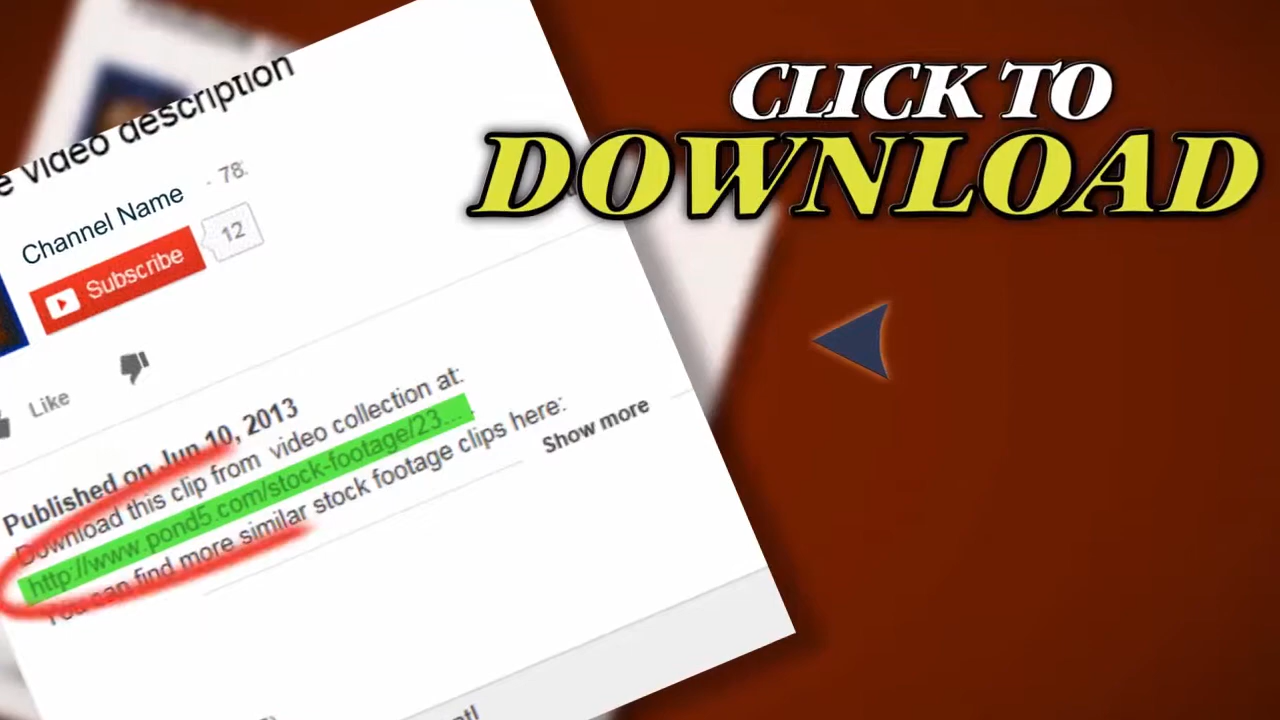 CLICK TO
DOWNLOAD
video description
Channel Name
78
Subscribe
12
Like
Published on Jun 10, 2013
Download this clip from video collection at:
http://www.pond5.com/stock-footage/23...
You can find more similar stock footage clips here:
Show more